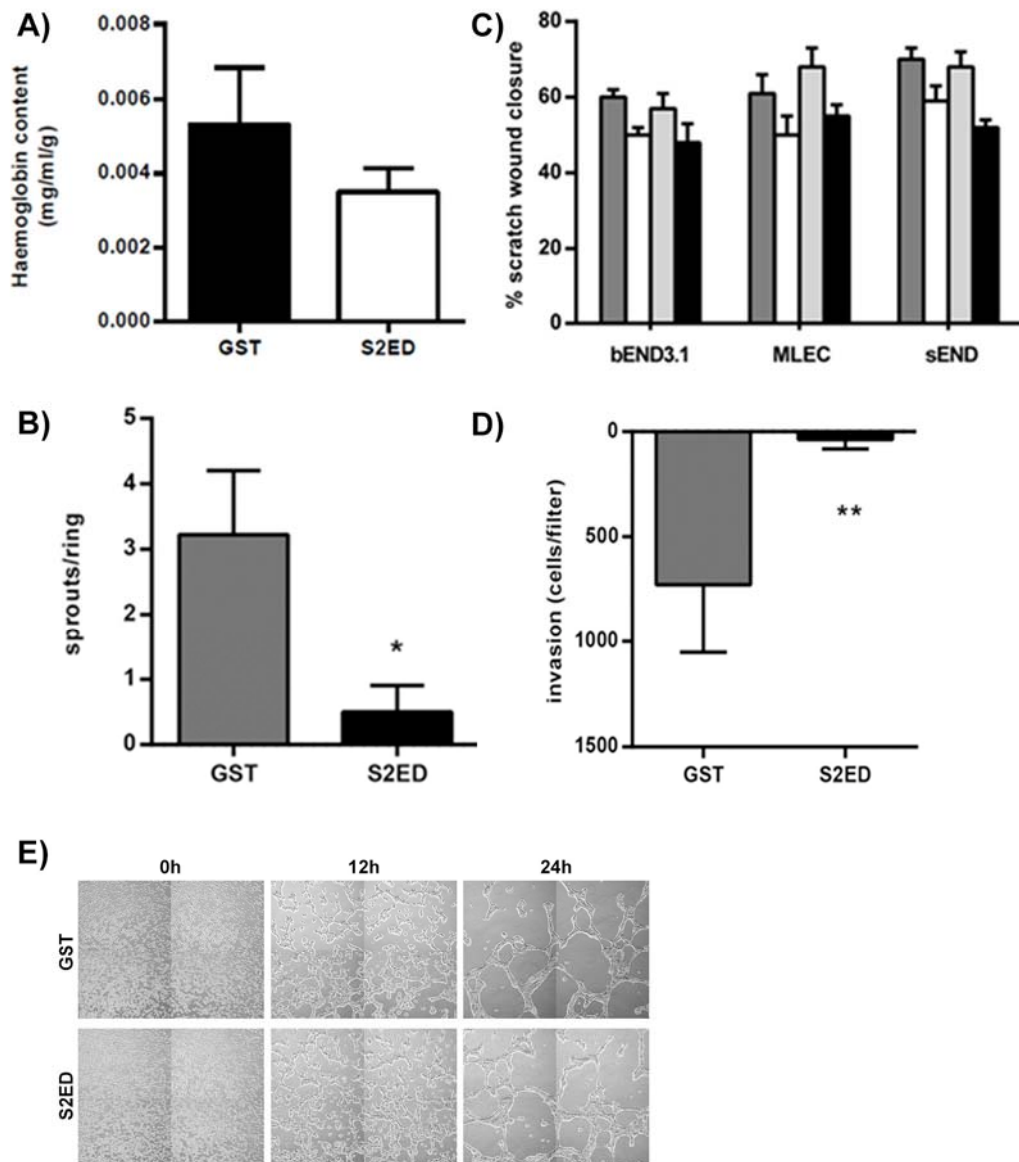 A)
Haemoglobin content
(mg/ml/g)
0.008
0.006
0.004
0.002
0.000
GST S2ED
C)
% scratch wound closure
80
60
40
20
0
bEND3.1 MLEC sEND
B)
sprouts/ring
5
4
3
2
1
0
*
GST S2ED
D)
invasion (cells/filter)
0
500
1000
1500
**
GST S2ED
E)
0h 12h 24h
GST
S2ED